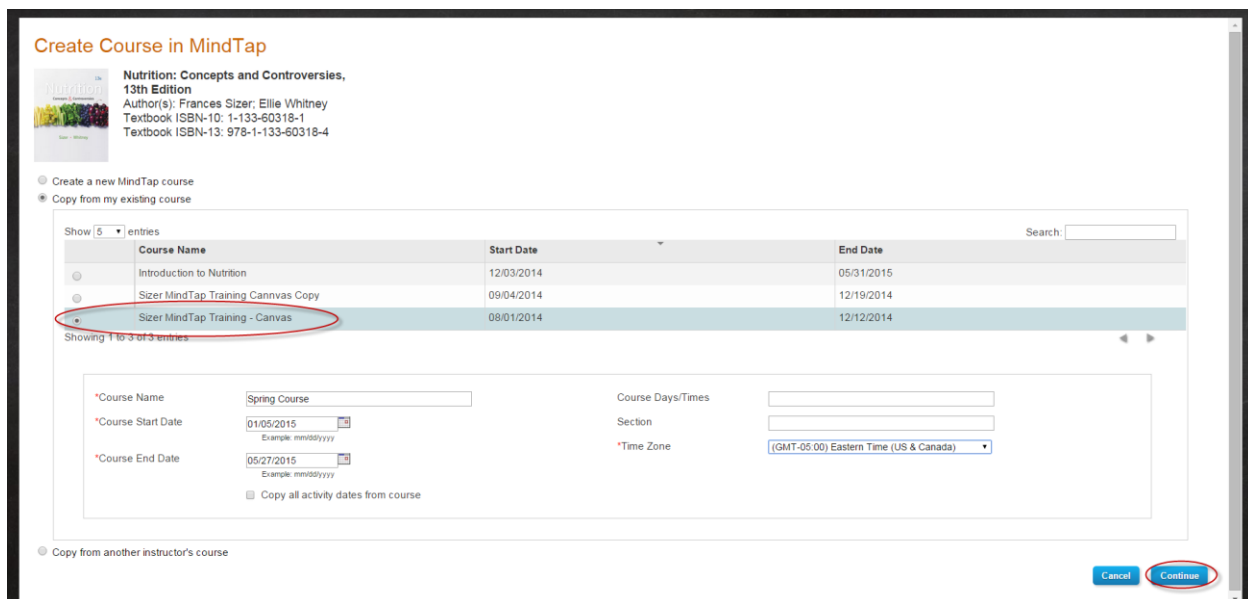 Create Course in MindTap
Nutrition
Nutrition: Concepts and Controversies,
13th Edition
Author(s): Frances Sizer; Ellie Whitney
Textbook ISBN-10: 1-133-60318-1
Textbook ISBN-13: 978-1-133-60318-4
Create a new MindTap course
Copy from my existing course
Show 5 entries Search:
Course Name Start Date End Date
Introduction to Nutrition 12/03/2014 05/31/2015
Sizer MindTap Training Cannvas Copy 09/04/2014 12/19/2014
Sizer MindTap Training - Canvas 08/01/2014 12/12/2014
Showing 1 to 3 of 3 entries
*Course Name Spring Course Course Days/Times
*Course Start Date 01/05/2015 Section
Example: mm/dd/yyyy
*Time Zone (GMT-05:00) Eastern Time (US & Canada)
*Course End Date 05/27/2015
Example: mm/dd/yyyy
Copy all activity dates from course
Copy from another instructor's course
Cancel Continue